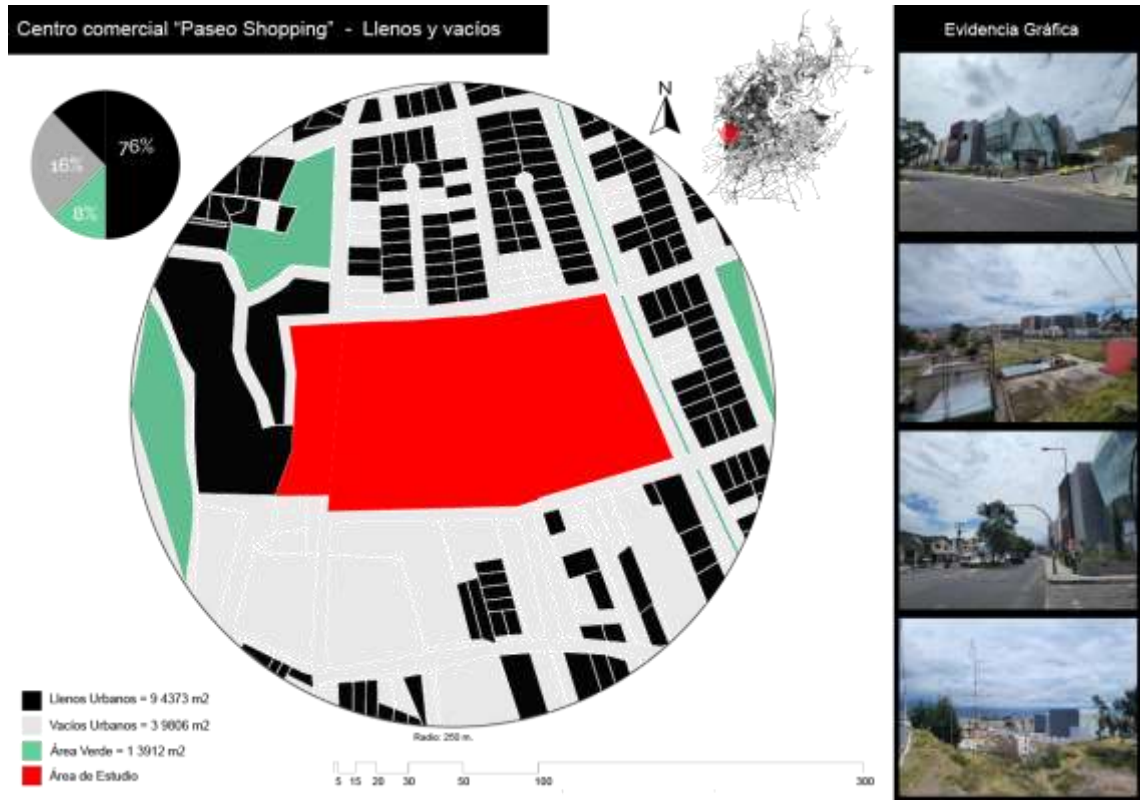 Centro comercial “Paseo Shopping” - Llenos y vacíos
Evidencia Gráfica
N
76%
16%
8%
Llenos Urbanos = 9 4373 m2
Vacíos Urbanos = 3 9806 m2
Área Verde = 1 3912 m2
Área de Estudio
Radio: 250 m.
5 15 20 30 50 100 300